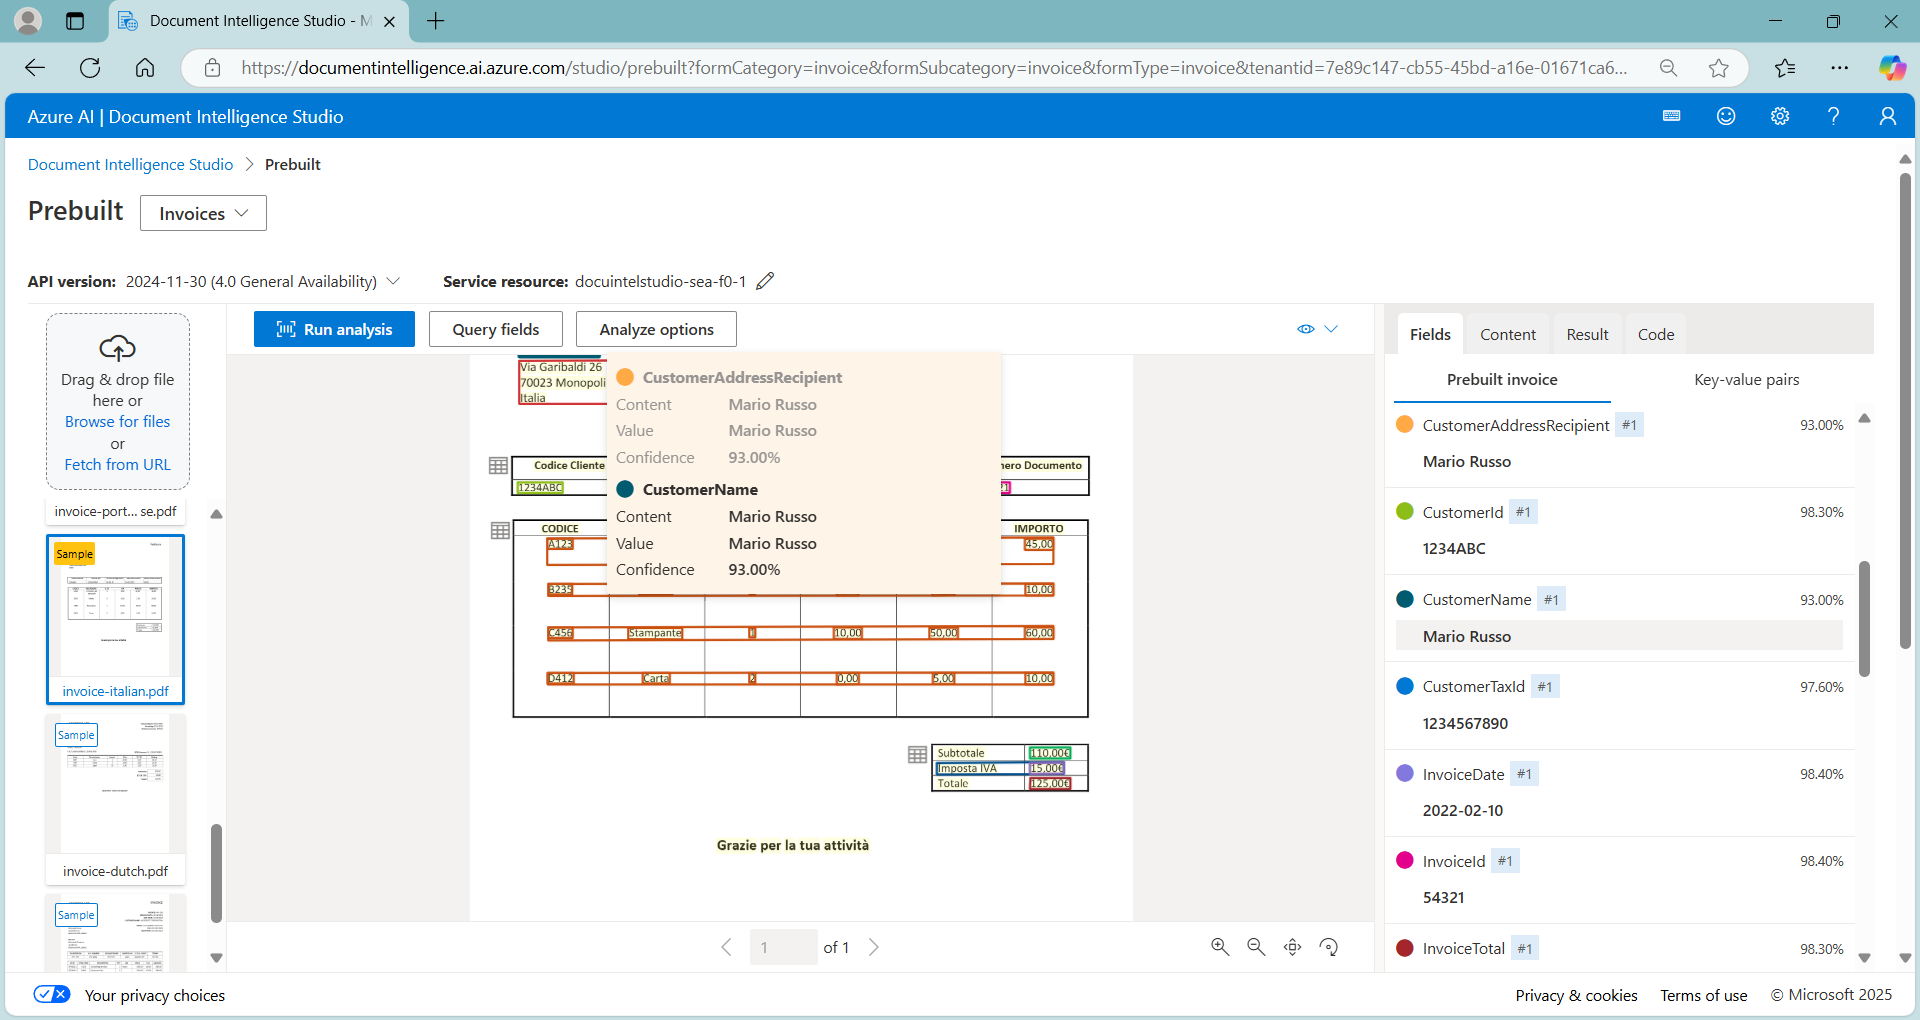 Document Intelligence Studio - M
https://documentintelligence.ai.azure.com/studio/prebuilt?formCategory=invoice&formSubcategory=invoice&formType=invoice&tenantid=7e89c147-cb55-45bd-a16e-01671ca6...
Azure AI | Document Intelligence Studio
Document Intelligence Studio > Prebuilt
Prebuilt Invoices
API version: 2024-11-30 (4.0 General Availability) Service resource: docuintelstudio-sea-f0-1
Drag & drop file
here or
Browse for files
or
Fetch from URL
invoice-port... se.pdf
Sample
invoice-italian.pdf
Sample
invoice-dutch.pdf
Sample
Run analysis Query fields Analyze options
Via Garibaldi 26
70023 Monopoli
Italia
CustomerAddressRecipient
Content Mario Russo
Value Mario Russo
Confidence 93.00%
CustomerName
Content Mario Russo
Value Mario Russo
Confidence 93.00%
Codice Cliente nero Documento
1234ABC 21
CODICE IMPORTO
A123 45,00
B235 10,00
C456 Stampante 1 10,00 50,00 60,00
D412 Carta 2 0,00 5,00 10,00
Subtotale 110,00€
Imposta IVA 15,00€
Totale 125,00€
Grazie per la tua attività
1 of 1
Fields Content Result Code
Prebuilt invoice Key-value pairs
CustomerAddressRecipient #1 93.00%
Mario Russo
CustomerId #1 98.30%
1234ABC
CustomerName #1 93.00%
Mario Russo
CustomerTaxId #1 97.60%
1234567890
InvoiceDate #1 98.40%
2022-02-10
InvoiceId #1 98.40%
54321
InvoiceTotal #1 98.30%
Your privacy choices
Privacy & cookies Terms of use © Microsoft 2025